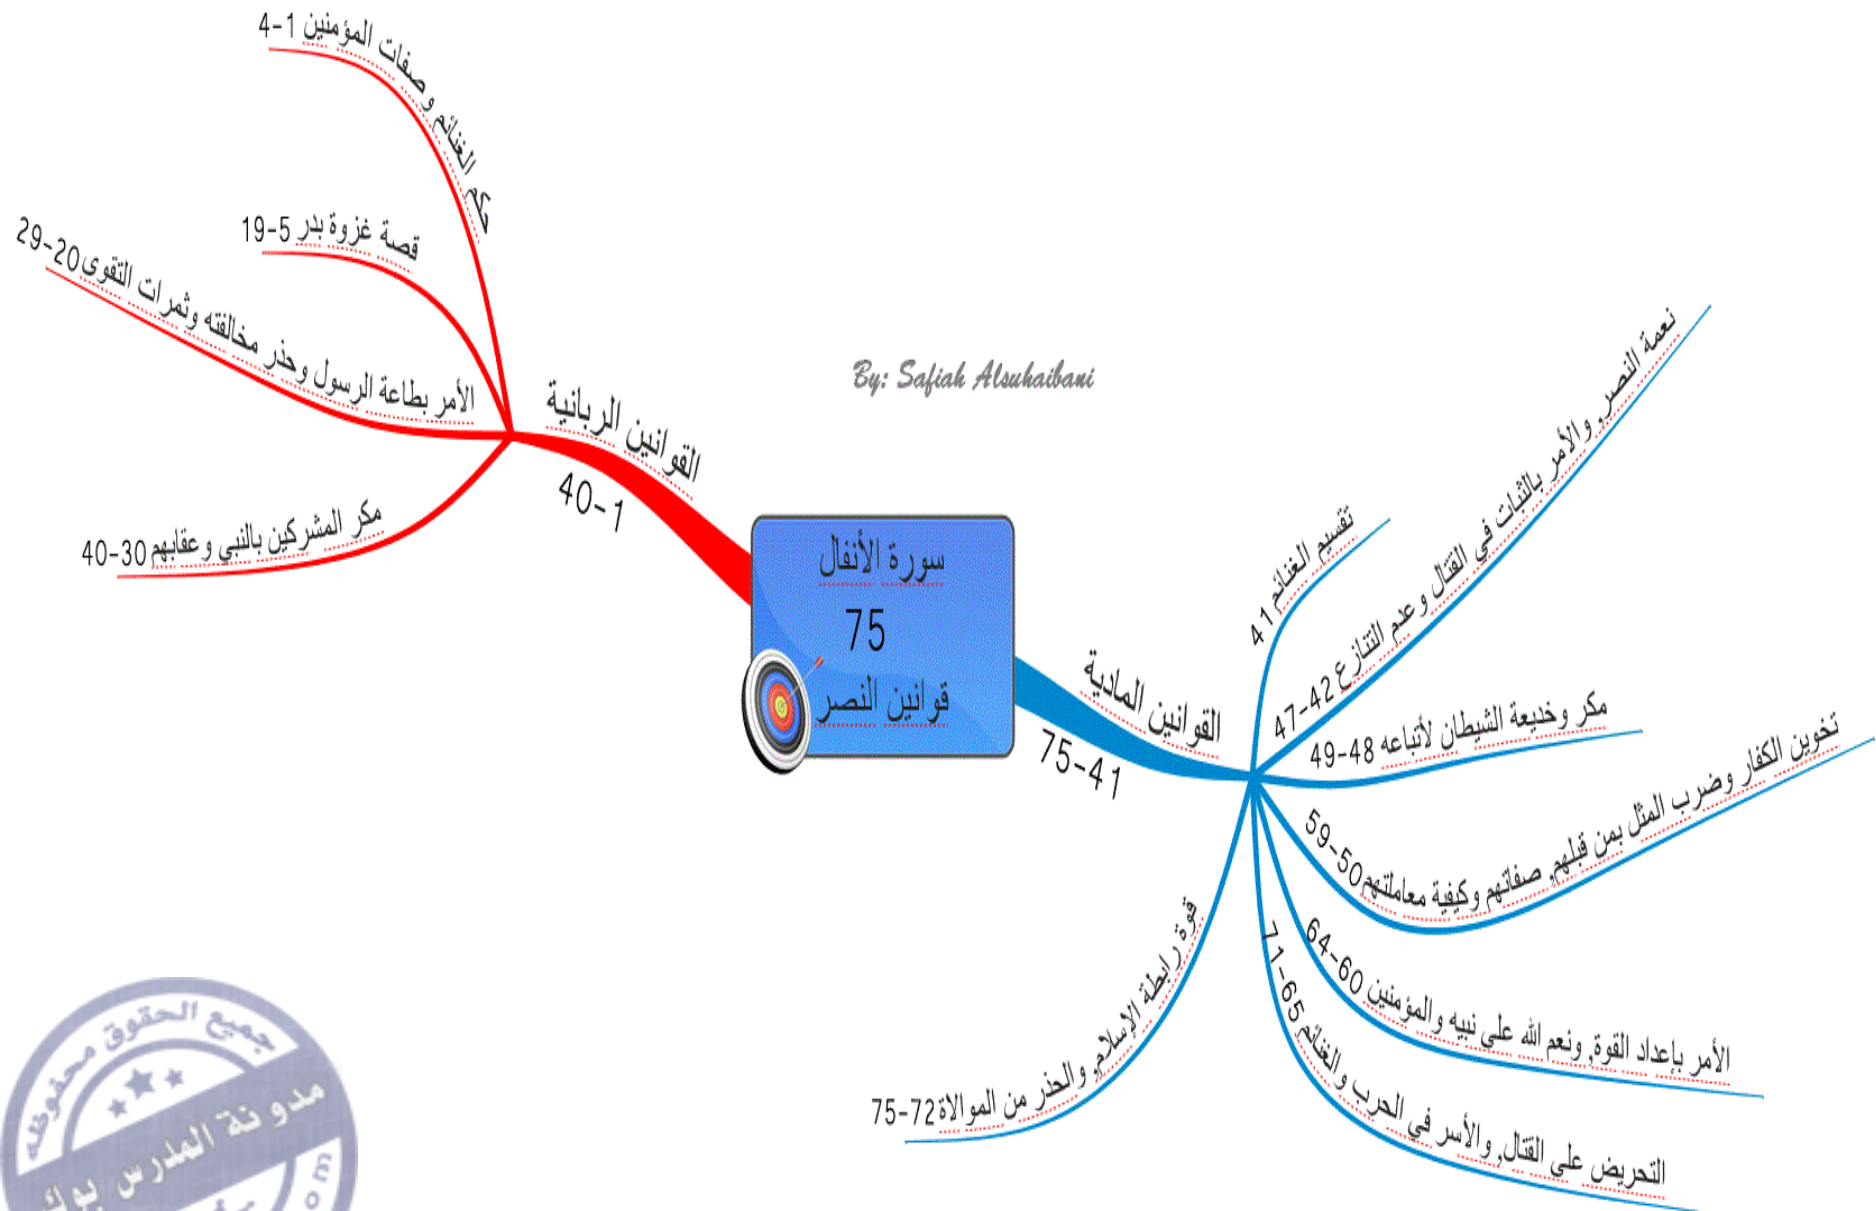 سورة الأنفال
75
قوانين النصر
By: Safiah Alsuhaibani
القوانين الربانية
40-1
حكم الغنائم وصفات المؤمنين 1-4
قصة غزوة بدر 5-19
الأمر بطاعة الرسول وحذر مخالفته وثمرات التقوى 20-29
مكر المشركين بالنبي وعقابهم 30-40
القوانين المادية
75-41
تقسيم الغنائم 41
نعمة النصر, والأمر بالثبات في القتال وعدم التنازع 42-47
مكر وخديعة الشيطان لأتباعه 48-49
تخوين الكفار وضرب المثل بمن قبلهم, صفاتهم وكيفية معاملتهم 50-59
الأمر بإعداد القوة, ونعم الله على نبيه والمؤمنين 60-64
التحريض على القتال, والأسر في الحرب والغنائم 65-71
قوة رابطة الإسلام, والحذر من الموالاة 72-75
جميع الحقوق محفوظه
مدونة المدرس بوك
om